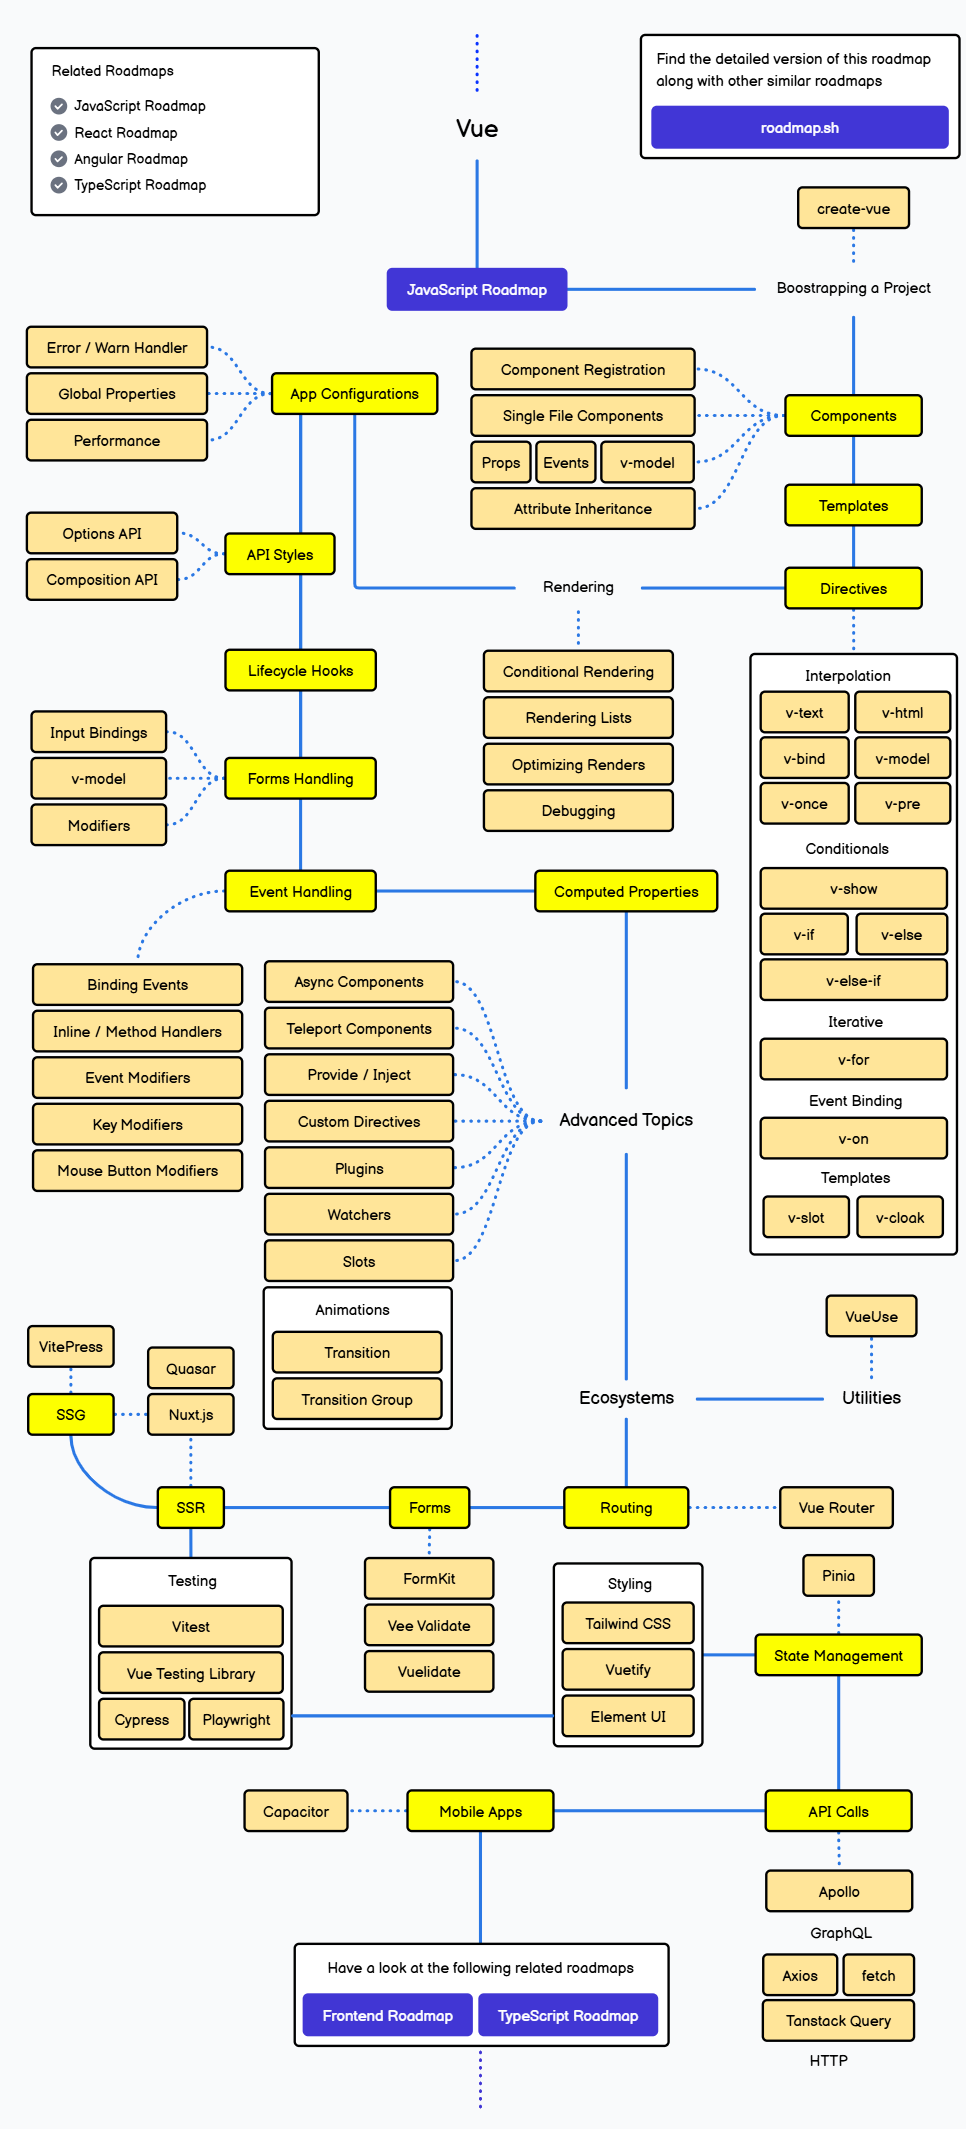 Related Roadmaps
JavaScript Roadmap
React Roadmap
Angular Roadmap
TypeScript Roadmap
Vue
Find the detailed version of this roadmap
along with other similar roadmaps
roadmap.sh
create-vue
JavaScript Roadmap
Boostrapping a Project
Error / Warn Handler
Global Properties
Performance
App Configurations
Component Registration
Single File Components
Props
Events
v-model
Attribute Inheritance
Components
Templates
Options API
Composition API
API Styles
Rendering
Directives
Lifecycle Hooks
Conditional Rendering
Rendering Lists
Optimizing Renders
Debugging
Input Bindings
v-model
Modifiers
Forms Handling
Interpolation
v-text
v-html
v-bind
v-model
v-once
v-pre
Conditionals
v-show
v-if
v-else
v-else-if
Iterative
v-for
Event Binding
v-on
Templates
v-slot
v-cloak
Event Handling
Computed Properties
Binding Events
Inline / Method Handlers
Event Modifiers
Key Modifiers
Mouse Button Modifiers
Async Components
Teleport Components
Provide / Inject
Custom Directives
Plugins
Watchers
Slots
Advanced Topics
Animations
Transition
Transition Group
VueUse
VitePress
Quasar
SSG
Nuxt.js
Ecosystems
Utilities
SSR
Forms
Routing
Vue Router
Testing
Vitest
Vue Testing Library
Cypress
Playwright
FormKit
Vee Validate
Vuelidate
Styling
Tailwind CSS
Vuetify
Element UI
Pinia
State Management
Capacitor
Mobile Apps
API Calls
Apollo
GraphQL
Axios
fetch
Tanstack Query
HTTP
Have a look at the following related roadmaps
Frontend Roadmap
TypeScript Roadmap